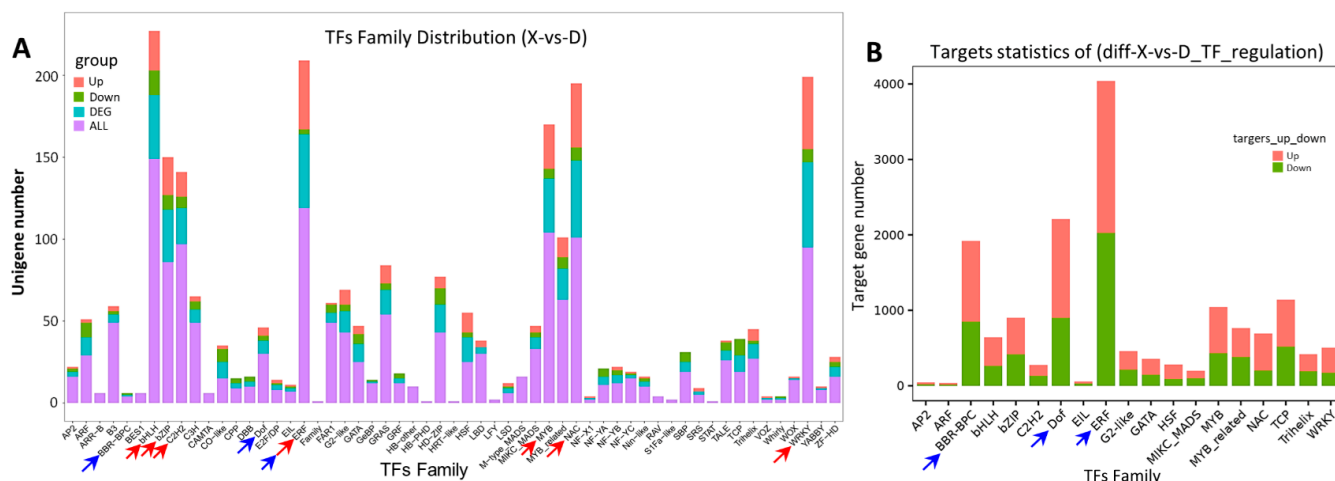 A
TFs Family Distribution (X-vs-D)
group
Up
Down
DEG
ALL
Unigene number
200
150
100
50
0
AP2
ARF
ARR-B
B3
BBR-BPC
BES1
bHLH
bZIP
C2H2
C3H
CAMTA
CO-like
CPP
DBB
Dof
E2F/DP
EIL
ERF
Family
FAR1
G2-like
GATA
GeBP
GRAS
GRF
HB-other
HB-PHD
HD-ZIP
HRT-like
HSF
LBD
LFY
LSD
M-type_MADS
MIKC_MADS
MYB
MYB_related
NAC
NF-X1
NF-YA
NF-YB
NF-YC
Nin-like
RAV
S1Fa-like
SBP
SRS
STAT
TALE
TCP
Trihelix
VOZ
Whirly
WOX
WRKY
YABBY
ZF-HD
TFs Family
B
Targets statistics of (diff-X-vs-D_TF_regulation)
targers_up_down
Up
Down
Target gene number
4000
3000
2000
1000
0
AP2
ARF
BBR-BPC
bHLH
bZIP
C2H2
Dof
EIL
ERF
G2-like
GATA
HSF
MIKC_MADS
MYB
MYB_related
NAC
TCP
Trihelix
WRKY
TFs Family